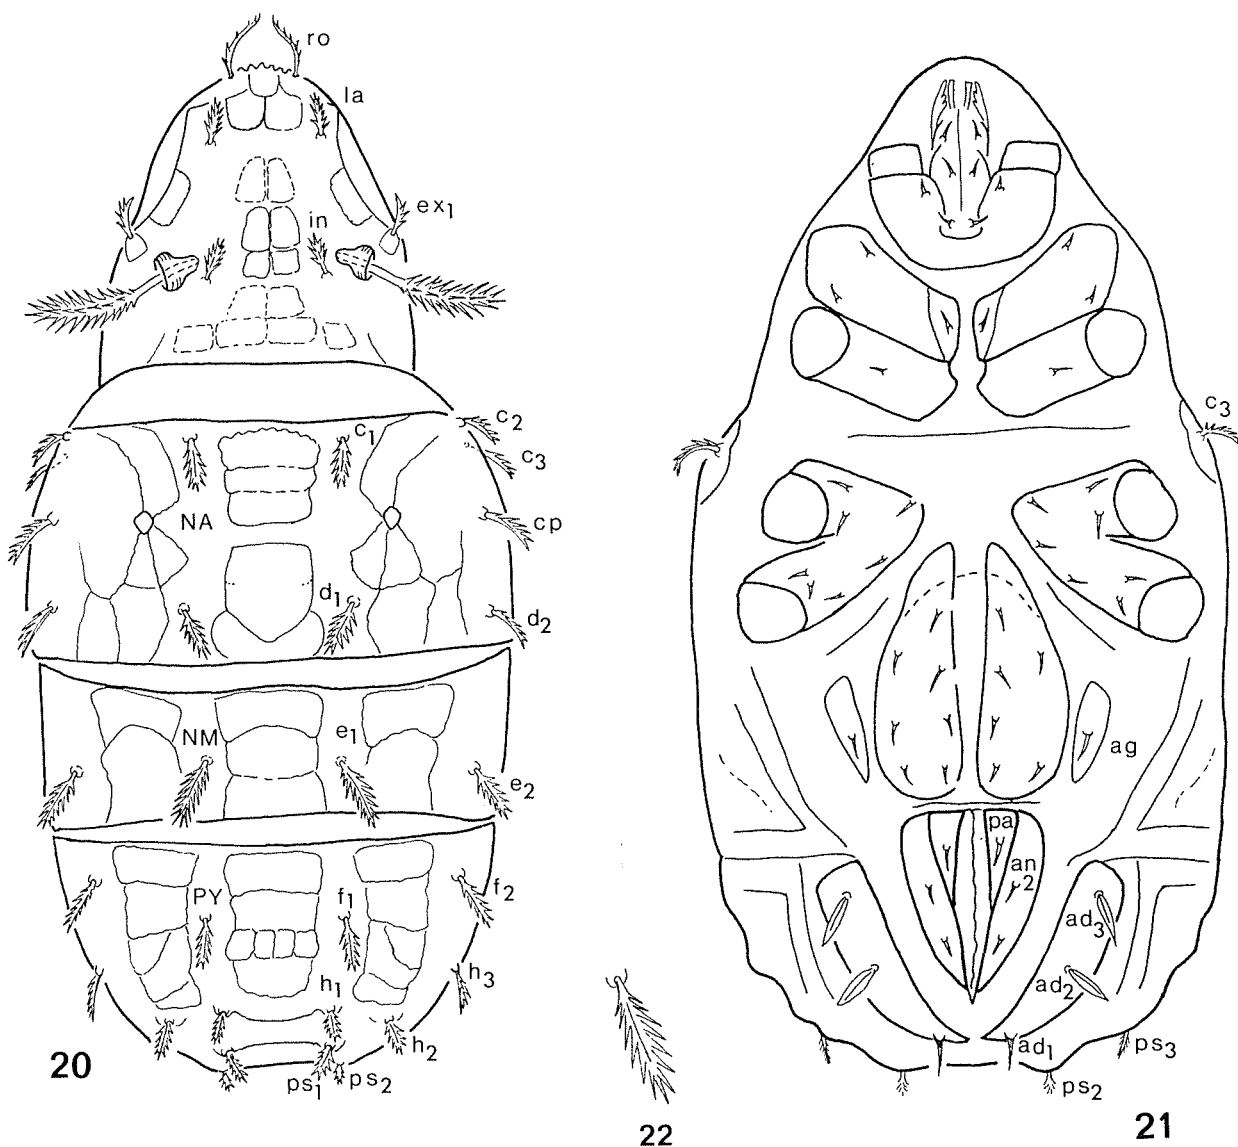 ro
la
ex1
in
c2
c1
c3
NA
cp
d1
d2
NM
e1
e2
PY
f1
f2
h1
h3
h2
ps1
ps2
20
22
c3
ag
pa
an2
ad3
ad2
ad1
ps3
ps2
21